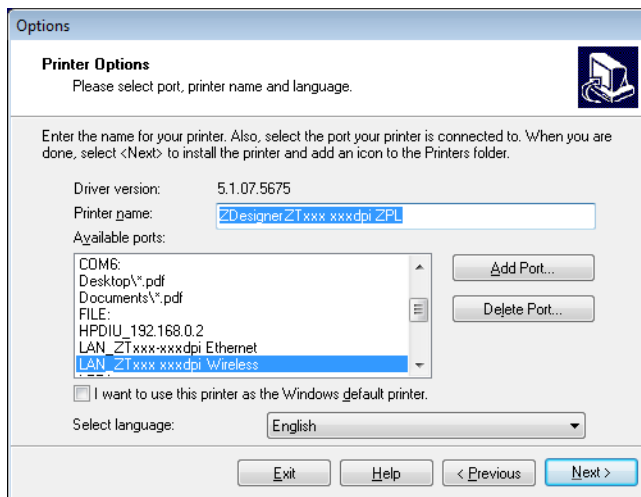 Options
Printer Options
Please select port, printer name and language.
Enter the name for your printer. Also, select the port your printer is connected to. When you are
done, select <Next> to install the printer and add an icon to the Printers folder.
Driver version: 5.1.07.5675
Printer name: ZDesignerZTxxx xxxdpi ZPL
Available ports:
COM6:
Desktop\*.pdf
Documents\*.pdf
FILE:
HPDIU_192.168.0.2
LAN_ZTxxx-xxxdpi Ethernet
LAN_ZTxxx xxxdpi Wireless
Add Port...
Delete Port...
I want to use this printer as the Windows default printer.
Select language: English
Exit Help < Previous Next >